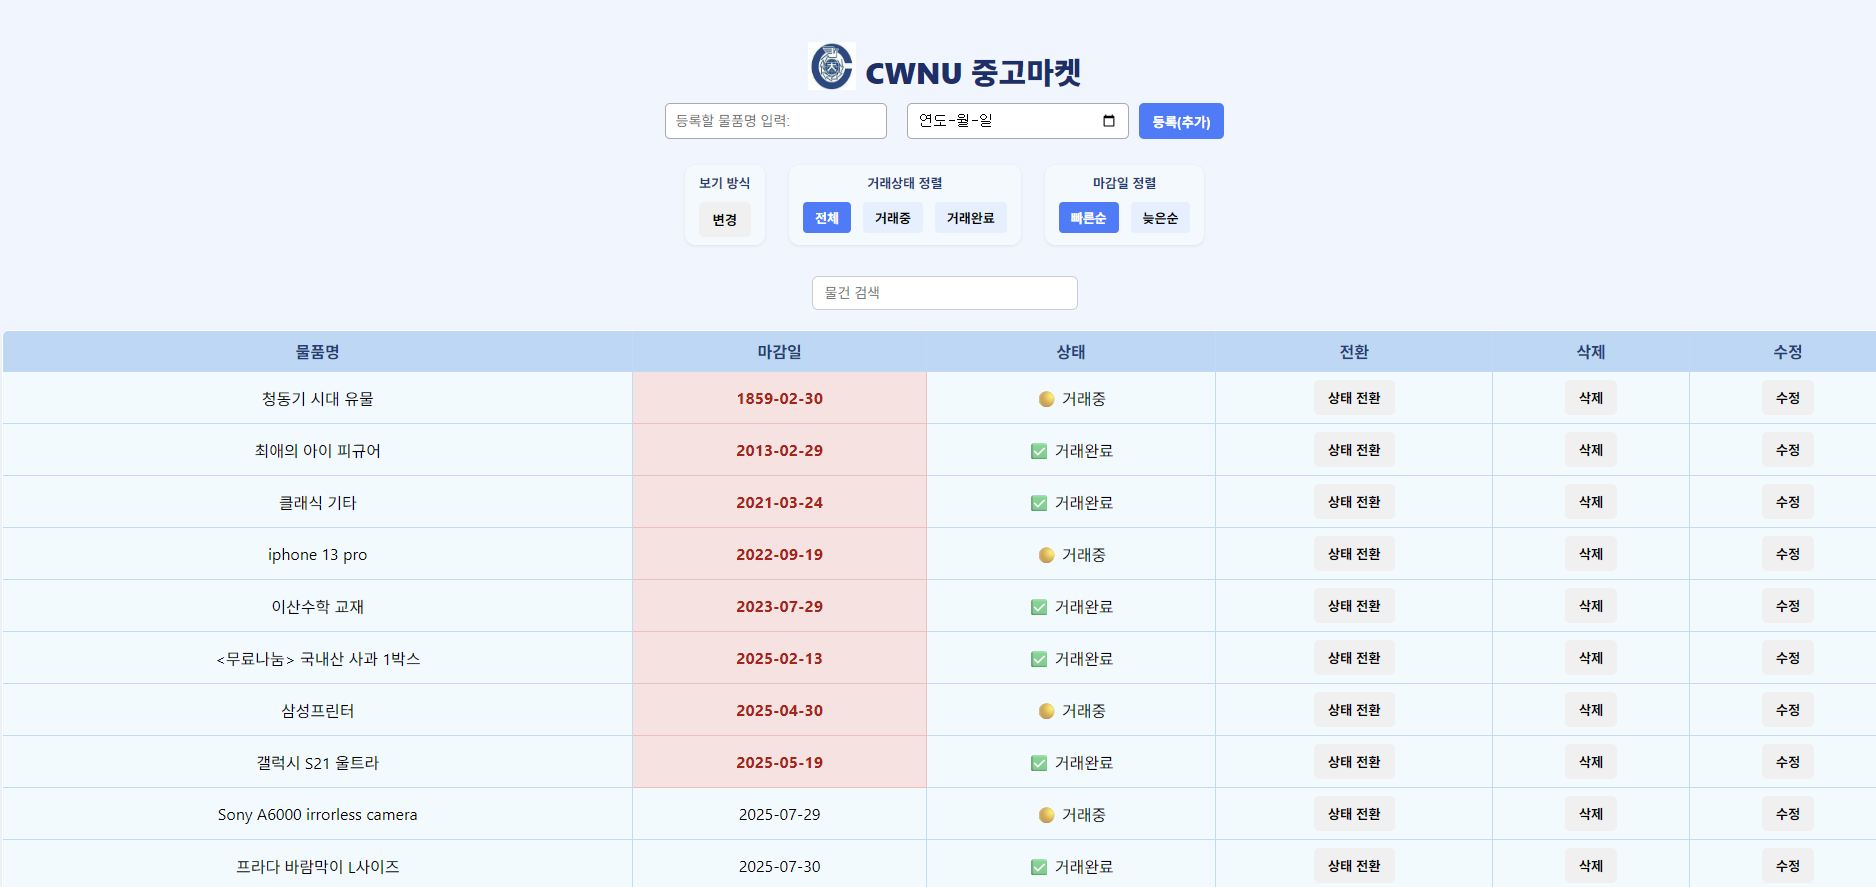 CWNU 중고마켓
등록할 물품명 입력: 연도-월-일 등록(추가)
보기 방식 거래상태 정렬 마감일 정렬
변경 전체 거래중 거래완료 빠른순 늦은순
물건 검색
물품명 마감일 상태 전환 삭제 수정
청동기 시대 유물 1859-02-30 거래중 상태 전환 삭제 수정
최애의 아이 피규어 2013-02-29 거래완료 상태 전환 삭제 수정
클래식 기타 2021-03-24 거래완료 상태 전환 삭제 수정
iphone 13 pro 2022-09-19 거래중 상태 전환 삭제 수정
이산수학 교재 2023-07-29 거래완료 상태 전환 삭제 수정
<무료나눔> 국내산 사과 1박스 2025-02-13 거래완료 상태 전환 삭제 수정
삼성프린터 2025-04-30 거래중 상태 전환 삭제 수정
갤럭시 S21 울트라 2025-05-19 거래완료 상태 전환 삭제 수정
Sony A6000 irrorless camera 2025-07-29 거래중 상태 전환 삭제 수정
프라다 바람막이 L사이즈 2025-07-30 거래완료 상태 전환 삭제 수정